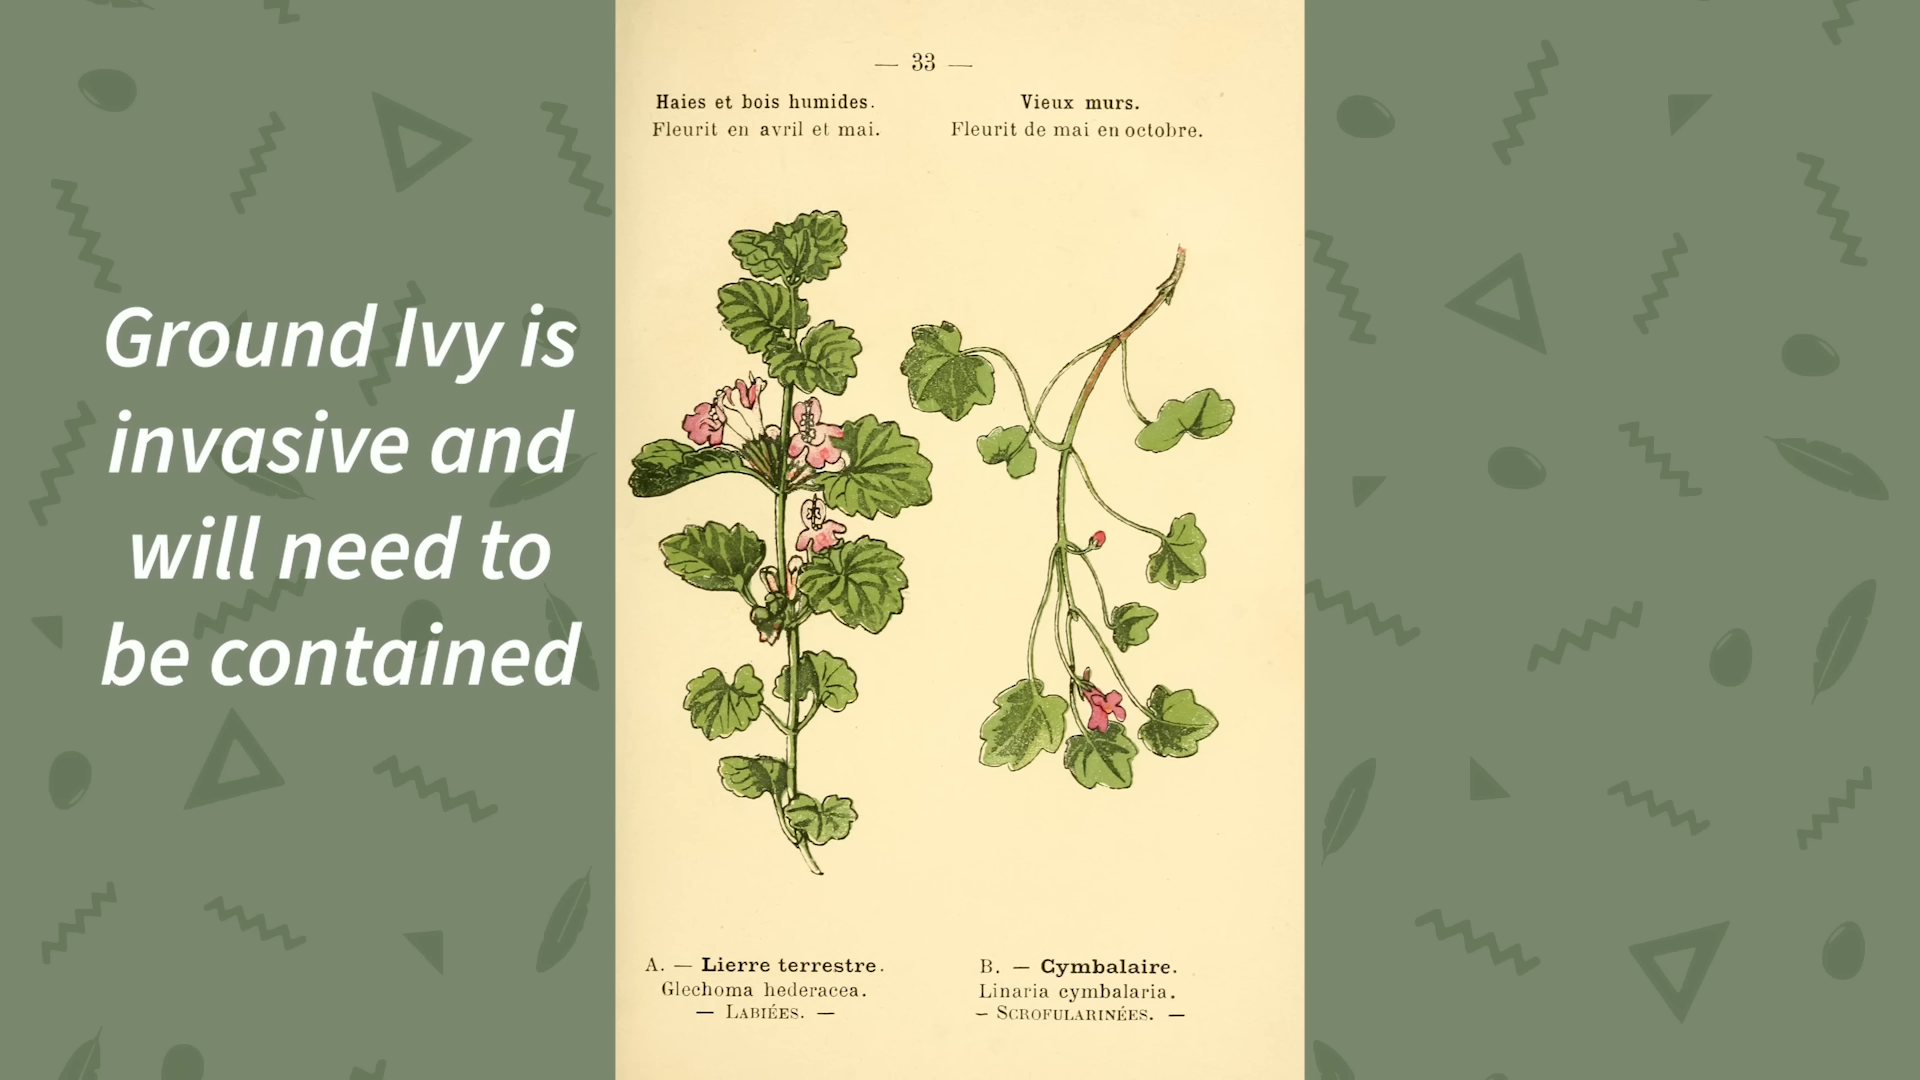 Ground Ivy is
invasive and
will need to
be contained
— 33 —
Haies et bois humides.
Fleurit en avril et mai.
Vieux murs.
Fleurit de mai en octobre.
A. — Lierre terrestre.
Glechoma hederacea.
— LABIÉES. —
B. — Cymbalaire.
Linaria cymbalaria.
— SCROFULARINÉES. —